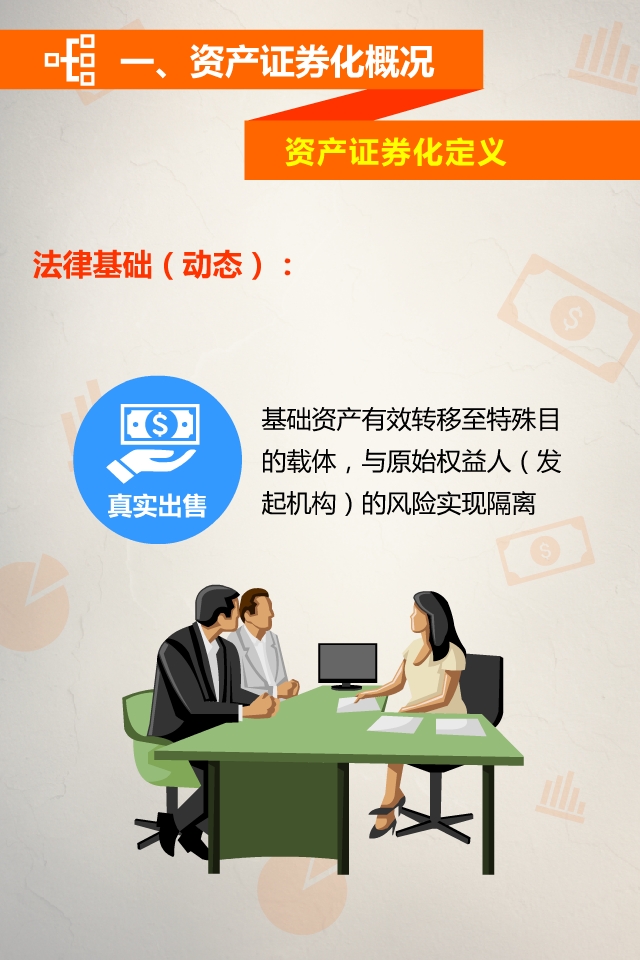 一、资产证券化概况
资产证券化定义
法律基础（动态）：
基础资产有效转移至特殊目
的载体，与原始权益人（发
起机构）的风险实现隔离
真实出售